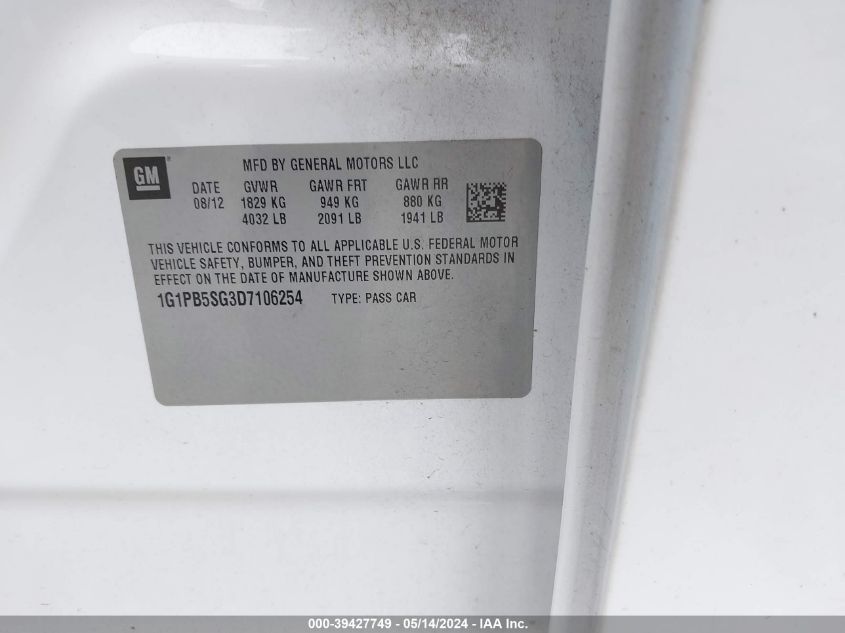 GM
MFD BY GENERAL MOTORS LLC
DATE GVWR GAWR FRT GAWR RR
08/12 1829 KG 949 KG 880 KG
4032 LB 2091 LB 1941 LB
THIS VEHICLE CONFORMS TO ALL APPLICABLE U.S. FEDERAL MOTOR
VEHICLE SAFETY, BUMPER, AND THEFT PREVENTION STANDARDS IN
EFFECT ON THE DATE OF MANUFACTURE SHOWN ABOVE.
1G1PB5SG3D7106254 TYPE: PASS CAR
000-39427749 - 05/14/2024 - IAA Inc.